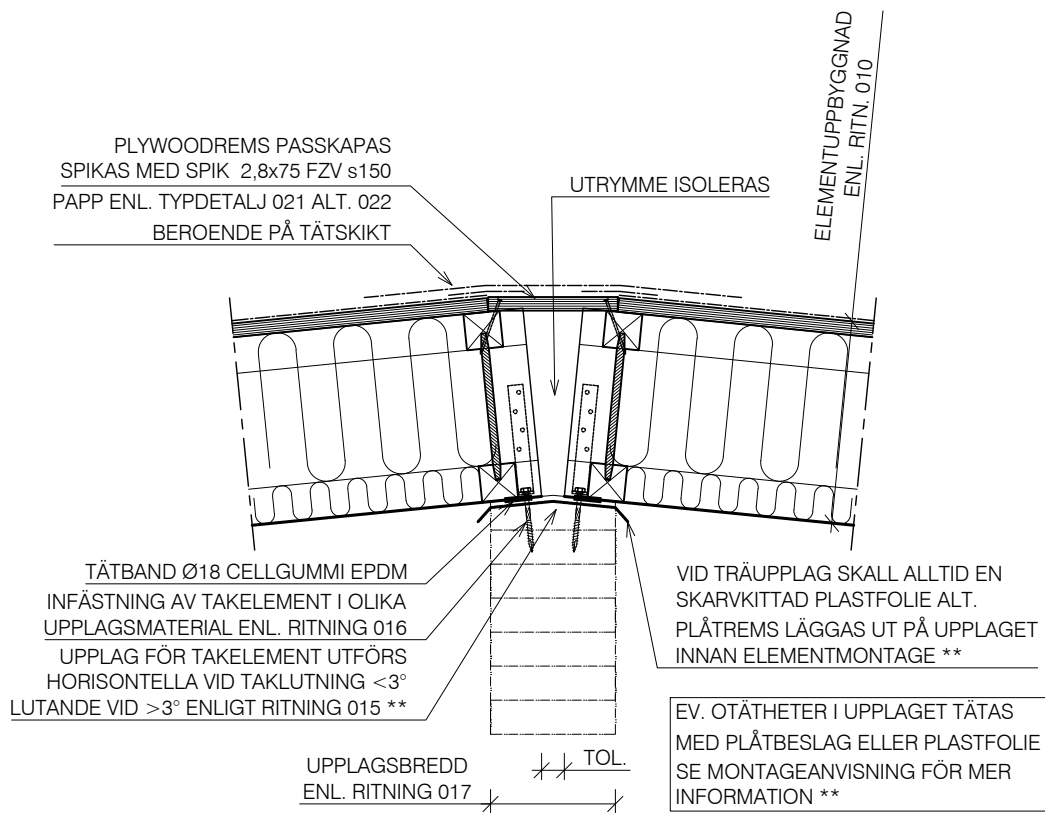 ELEMENTUPPBYGGNAD
ENL. RITN. 010
PLYWOODREMS PASSKAPAS
SPIKAS MED SPIK 2,8x75 FZV s150
PAPP ENL. TYPDETALJ 021 ALT. 022
BEROENDE PÅ TÄTSKIKT
UTRYMME ISOLERAS
TÄTBAND Ø18 CELLGUMMI EPDM
INFÄSTNING AV TAKELEMENT I OLIKA
UPPLAGSMATERIAL ENL. RITNING 016
UPPLAG FÖR TAKELEMENT UTFÖRS
HORISONTELLA VID TAKLUTNING <3°
LUTANDE VID >3° ENLIGT RITNING 015 **
VID TRÄUPPLAG SKALL ALLTID EN
SKARVKITTAD PLASTFOLIE ALT.
PLÅTREMS LÄGGAS UT PÅ UPPLAGET
INNAN ELEMENTMONTAGE **
EV. OTÄTHETER I UPPLAGET TÄTAS
MED PLÅTBESLAG ELLER PLASTFOLIE
SE MONTAGEANVISNING FÖR MER
INFORMATION **
UPPLAGSBREDD
ENL. RITNING 017
TOL.